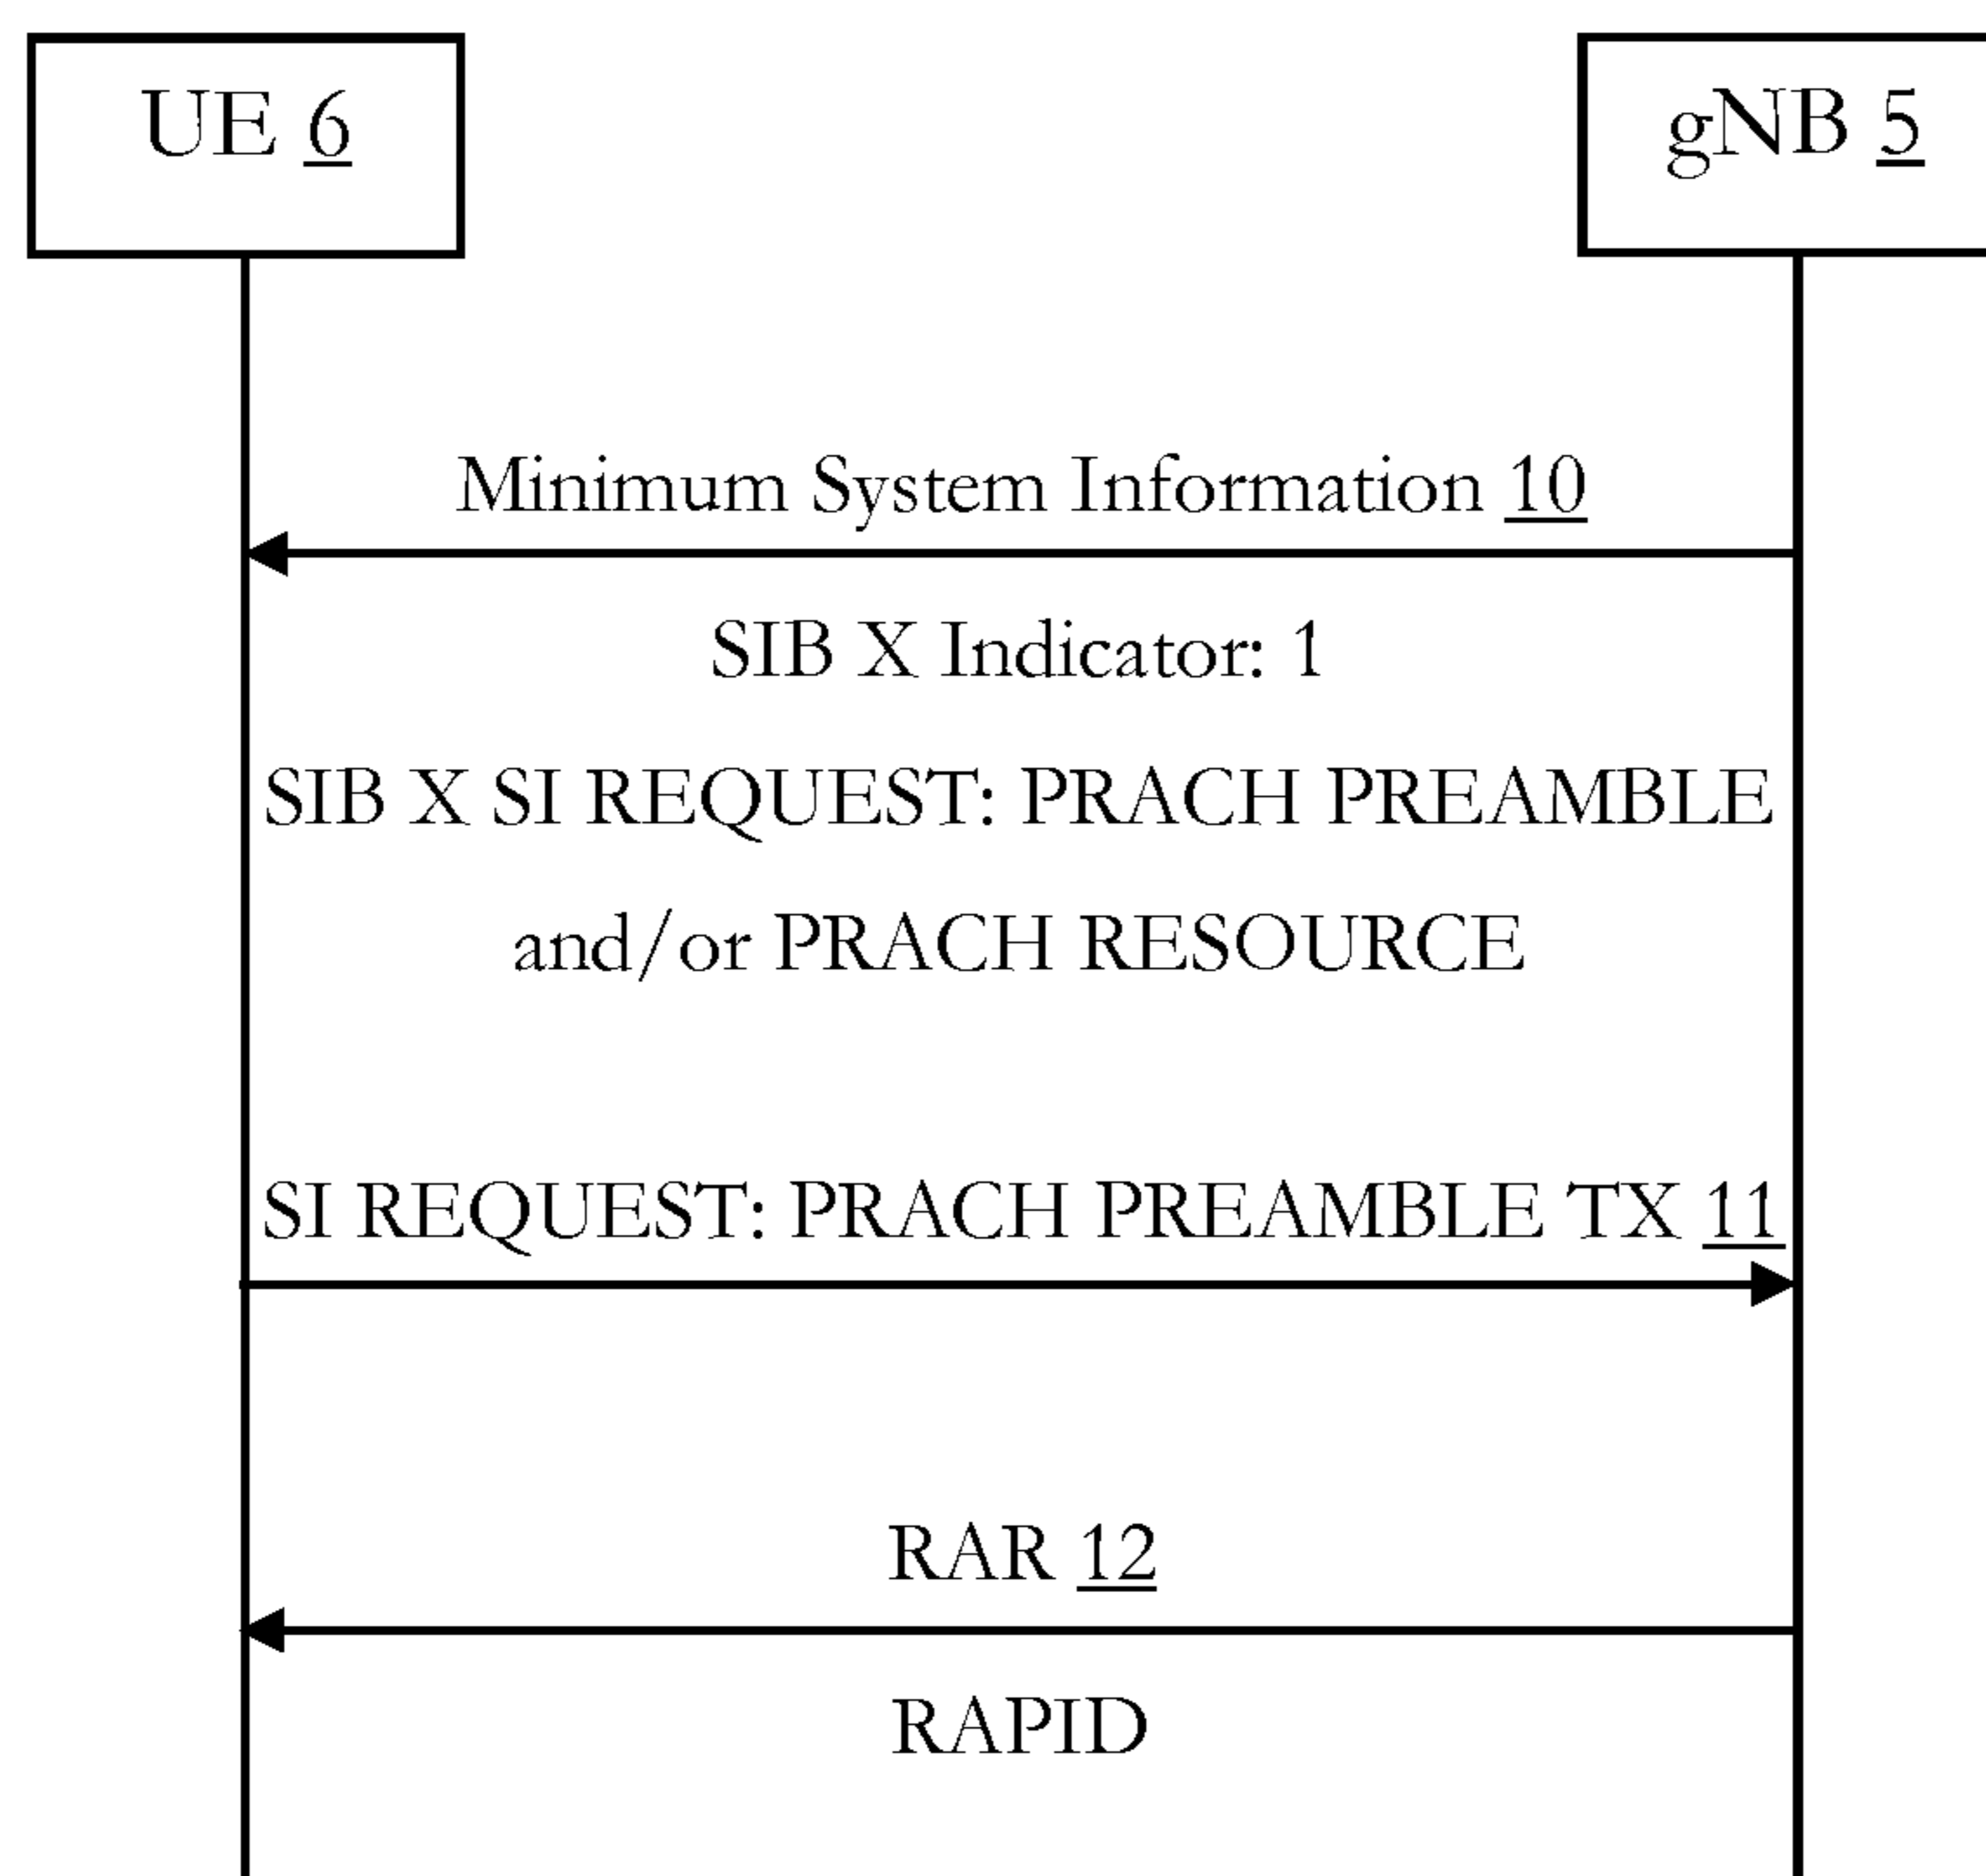 UE 6
gNB 5
Minimum System Information 10
SIB X Indicator: 1
SIB X SI REQUEST: PRACH PREAMBLE
and/or PRACH RESOURCE
SI REQUEST: PRACH PREAMBLE TX 11
RAR 12
RAPID